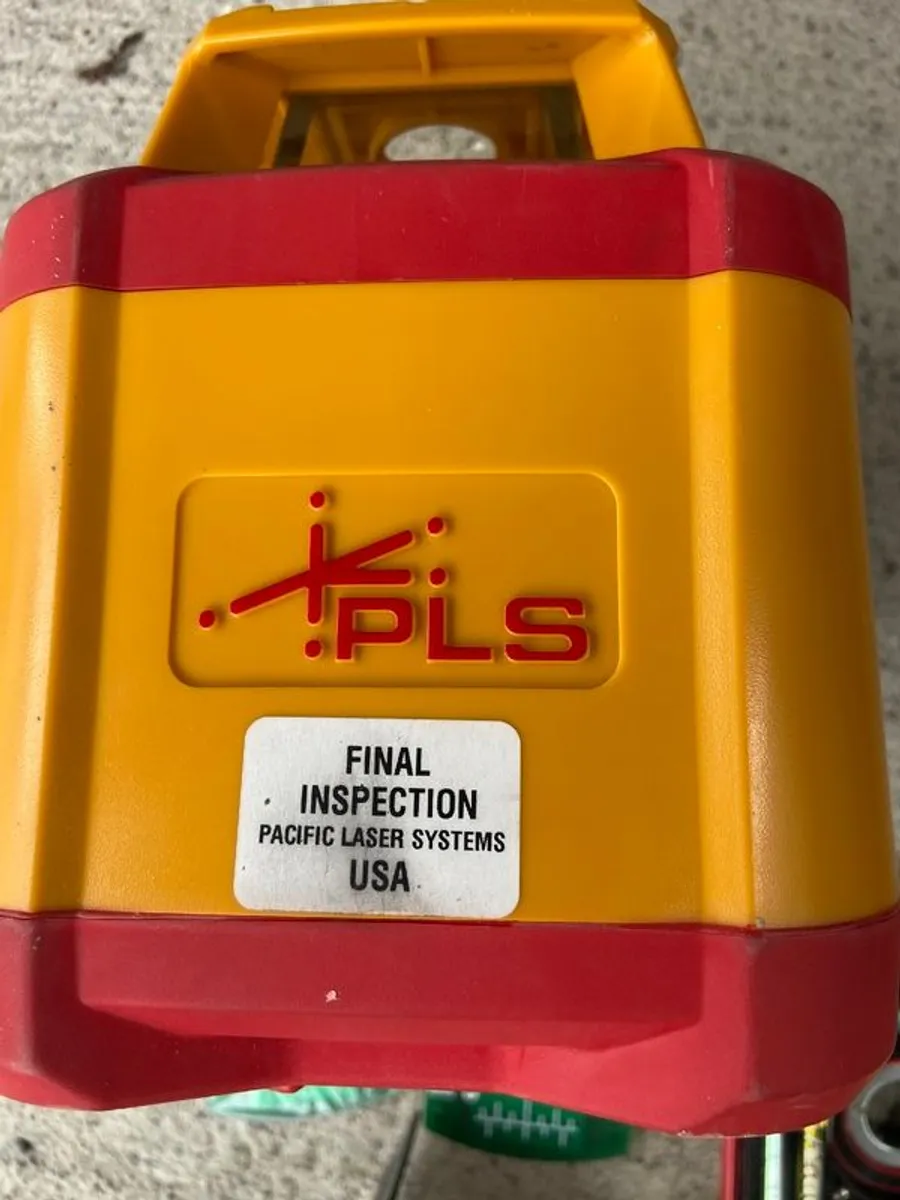 PLS
FINAL
INSPECTION
PACIFIC LASER SYSTEMS
USA